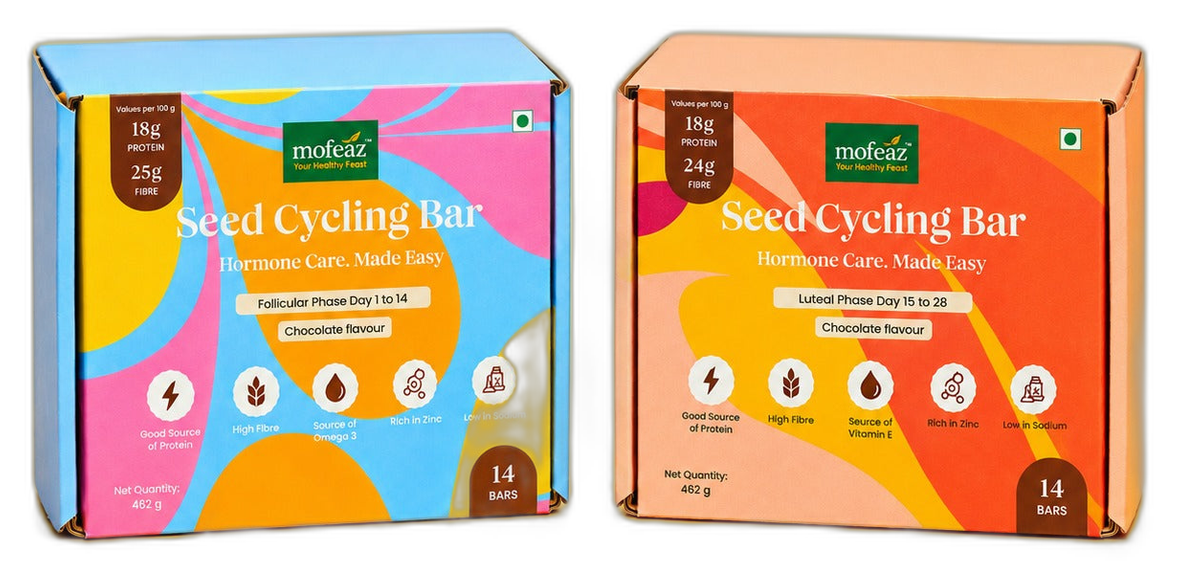 Values per 100 g
18g
PROTEIN
25g
FIBRE
mofeaz™
Your Healthy Feast
Seed Cycling Bar
Hormone Care. Made Easy
Follicular Phase Day 1 to 14
Chocolate flavour
Good Source
of Protein
High Fibre
Source of
Omega 3
Rich in Zinc
Low in
Net Quantity:
462 g
14
BARS
Values per 100 g
18g
PROTEIN
24g
FIBRE
mofeaz™
Your Healthy Feast
Seed Cycling Bar
Hormone Care. Made Easy
Luteal Phase Day 15 to 28
Chocolate flavour
Good Source
of Protein
High Fibre
Source of
Vitamin E
Rich in Zinc
Low in Sodium
Net Quantity:
462 g
14
BARS